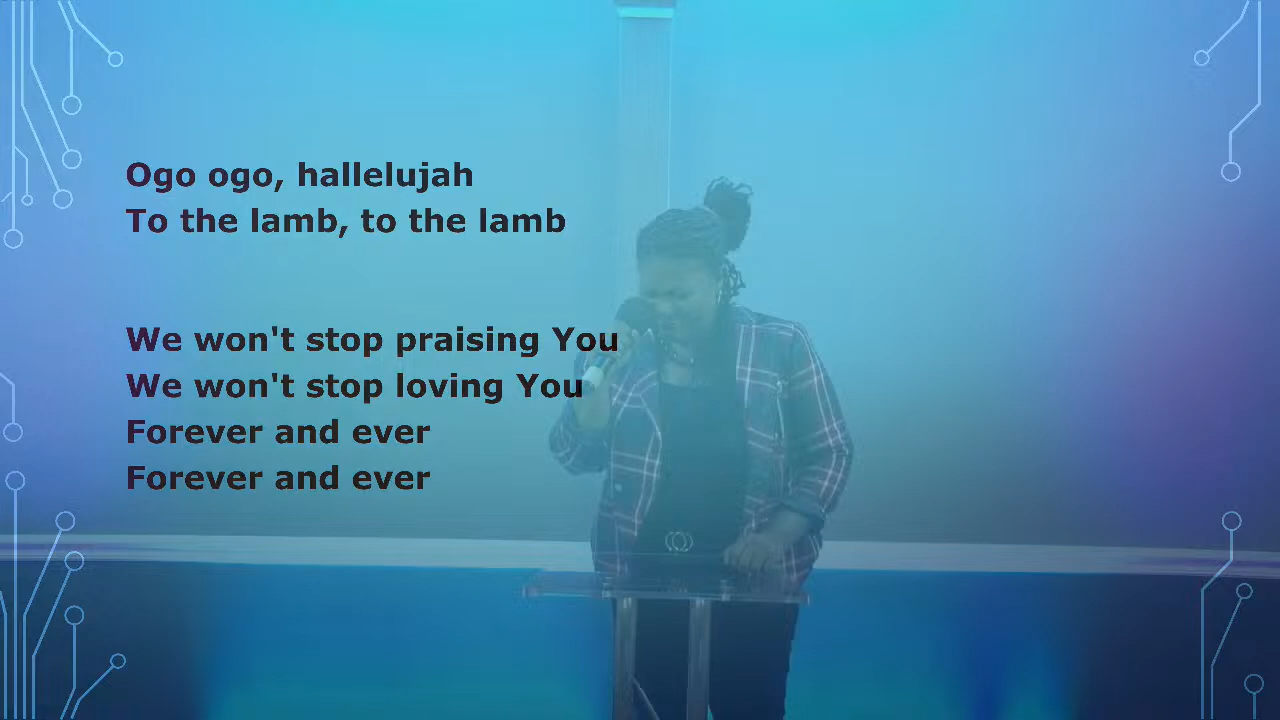 Ogo ogo, hallelujah
To the lamb, to the lamb
We won't stop praising You
We won't stop loving You
Forever and ever
Forever and ever